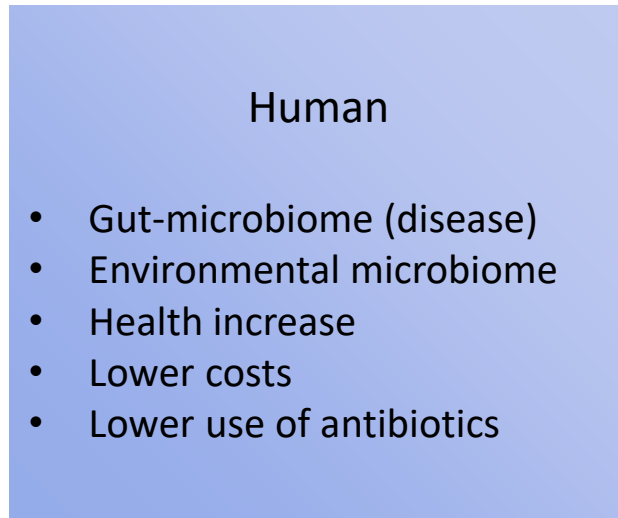 Human
• Gut-microbiome (disease)
• Environmental microbiome
• Health increase
• Lower costs
• Lower use of antibiotics